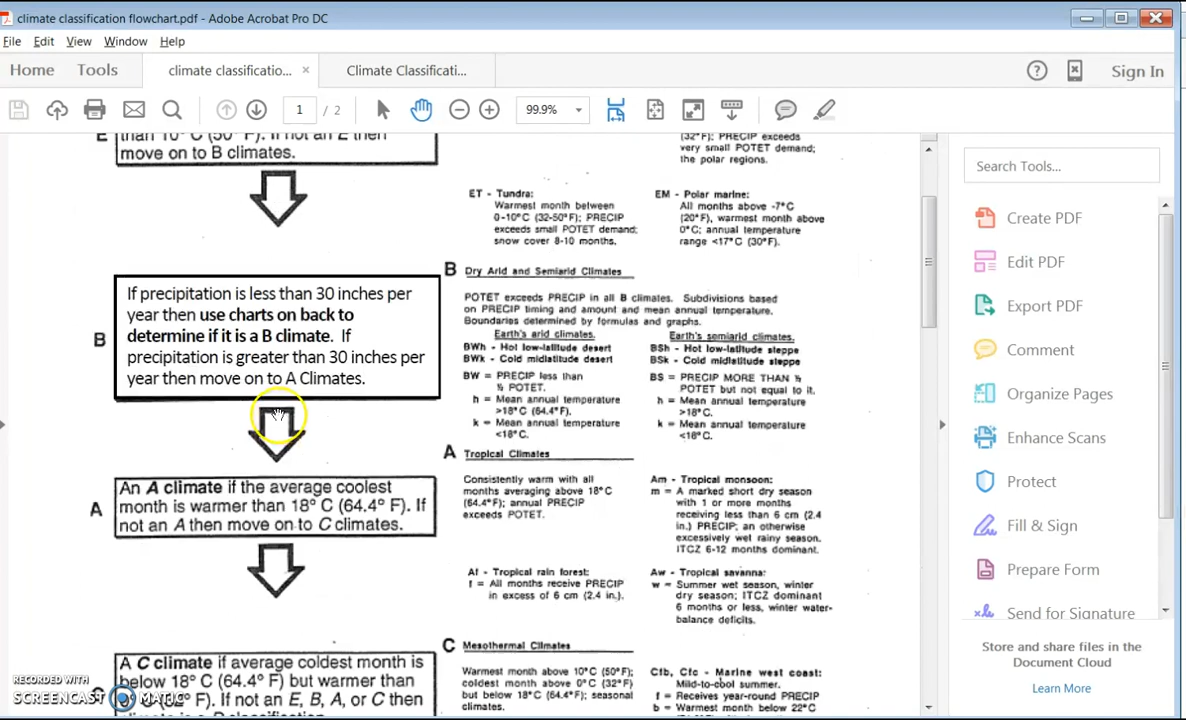 climate classification flowchart.pdf - Adobe Acrobat Pro DC
File Edit View Window Help
Home Tools climate classificatio... × Climate Classificati... Sign In
1 / 2 99.9%
E than 10° C (50° F). If not an E then
move on to B climates.
(32°F); PRECIP exceeds
very small POTET demand;
the polar regions.
ET - Tundra:
Warmest month between
0-10°C (32-50°F); PRECIP
exceeds small POTET demand;
snow cover 8-10 months.
EM - Polar marine:
All months above -7°C
(20°F), warmest month above
0°C; annual temperature
range <17°C (30°F).
B
If precipitation is less than 30 inches per
year then use charts on back to
determine if it is a B climate. If
precipitation is greater than 30 inches per
year then move on to A Climates.
B Dry Arid and Semiarid Climates
POTET exceeds PRECIP in all B climates. Subdivisions based
on PRECIP timing and amount and mean annual temperature.
Boundaries determined by formulas and graphs.
Earth's arid climates.
BWh - Hot low-latitude desert
BWk - Cold midlatitude desert
BW = PRECIP less than
½ POTET.
h = Mean annual temperature
>18°C (64.4°F).
k = Mean annual temperature
<18°C.
Earth's semiarid climates.
BSh - Hot low-latitude steppe
BSk - Cold midlatitude steppe
BS = PRECIP MORE THAN ½
POTET but not equal to it.
h = Mean annual temperature
>18°C.
k = Mean annual temperature
<18°C.
A
An A climate if the average coolest
month is warmer than 18° C (64.4° F). If
not an A then move on to C climates.
A Tropical Climates
Consistently warm with all
months averaging above 18°C
(64.4°F); annual PRECIP
exceeds POTET.
Am - Tropical monsoon:
m = A marked short dry season
with 1 or more months
receiving less than 6 cm (2.4
in.) PRECIP; an otherwise
excessively wet rainy season.
ITCZ 6-12 months dominant.
Af - Tropical rain forest:
f = All months receive PRECIP
in excess of 6 cm (2.4 in.).
Aw - Tropical savanna:
w = Summer wet season, winter
dry season; ITCZ dominant
6 months or less, winter water-
balance deficits.
A C climate if average coldest month is
below 18° C (64.4° F) but warmer than
F). If not an E, B, A, or C then
C Mesothermal Climates
Warmest month above 10°C (50°F);
coldest month above 0°C (32°F)
but below 18°C (64.4°F); seasonal
climates.
Cfb, Cfc - Marine west coast:
Mild-to-cool summer.
f = Receives year-round PRECIP
b = Warmest month below 22°C
Search Tools...
Create PDF
Edit PDF
Export PDF
Comment
Organize Pages
Enhance Scans
Protect
Fill & Sign
Prepare Form
Send for Signature
Store and share files in the
Document Cloud
Learn More
RECORDED WITH
SCREENCAST MATIC